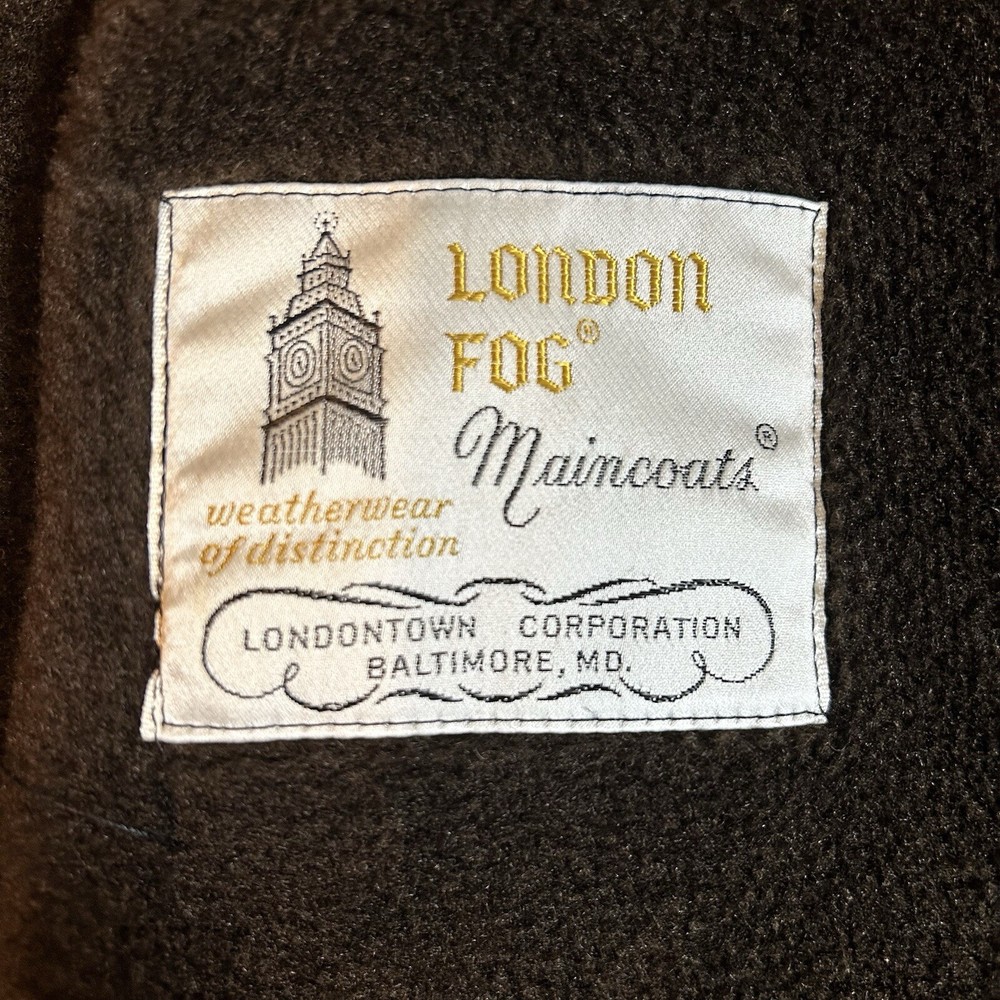 LONDON
FOG®
Maincoats®
weatherwear
of distinction
LONDONTOWN CORPORATION
BALTIMORE, MD.